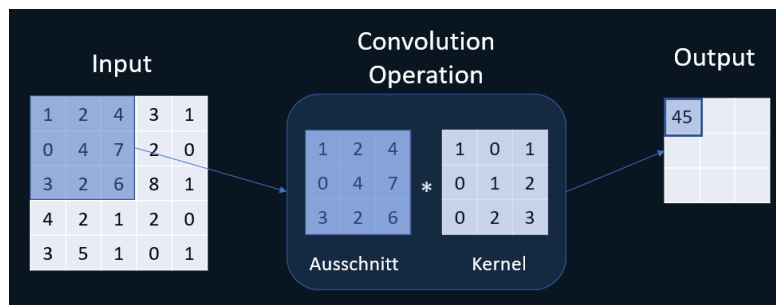 Input
Convolution
Operation
Output
1 2 4 3 1
0 4 7 2 0
3 2 6 8 1
4 2 1 2 0
3 5 1 0 1
1 2 4
0 4 7
3 2 6
*
1 0 1
0 1 2
0 2 3
45
Ausschnitt
Kernel